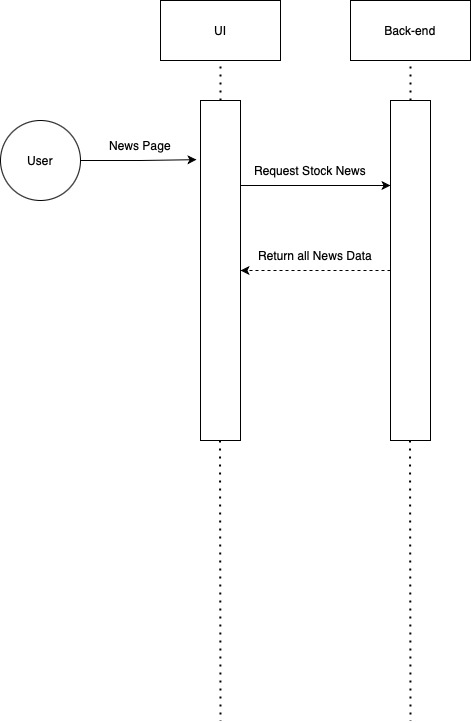 UI
Back-end
User
News Page
Request Stock News
Return all News Data